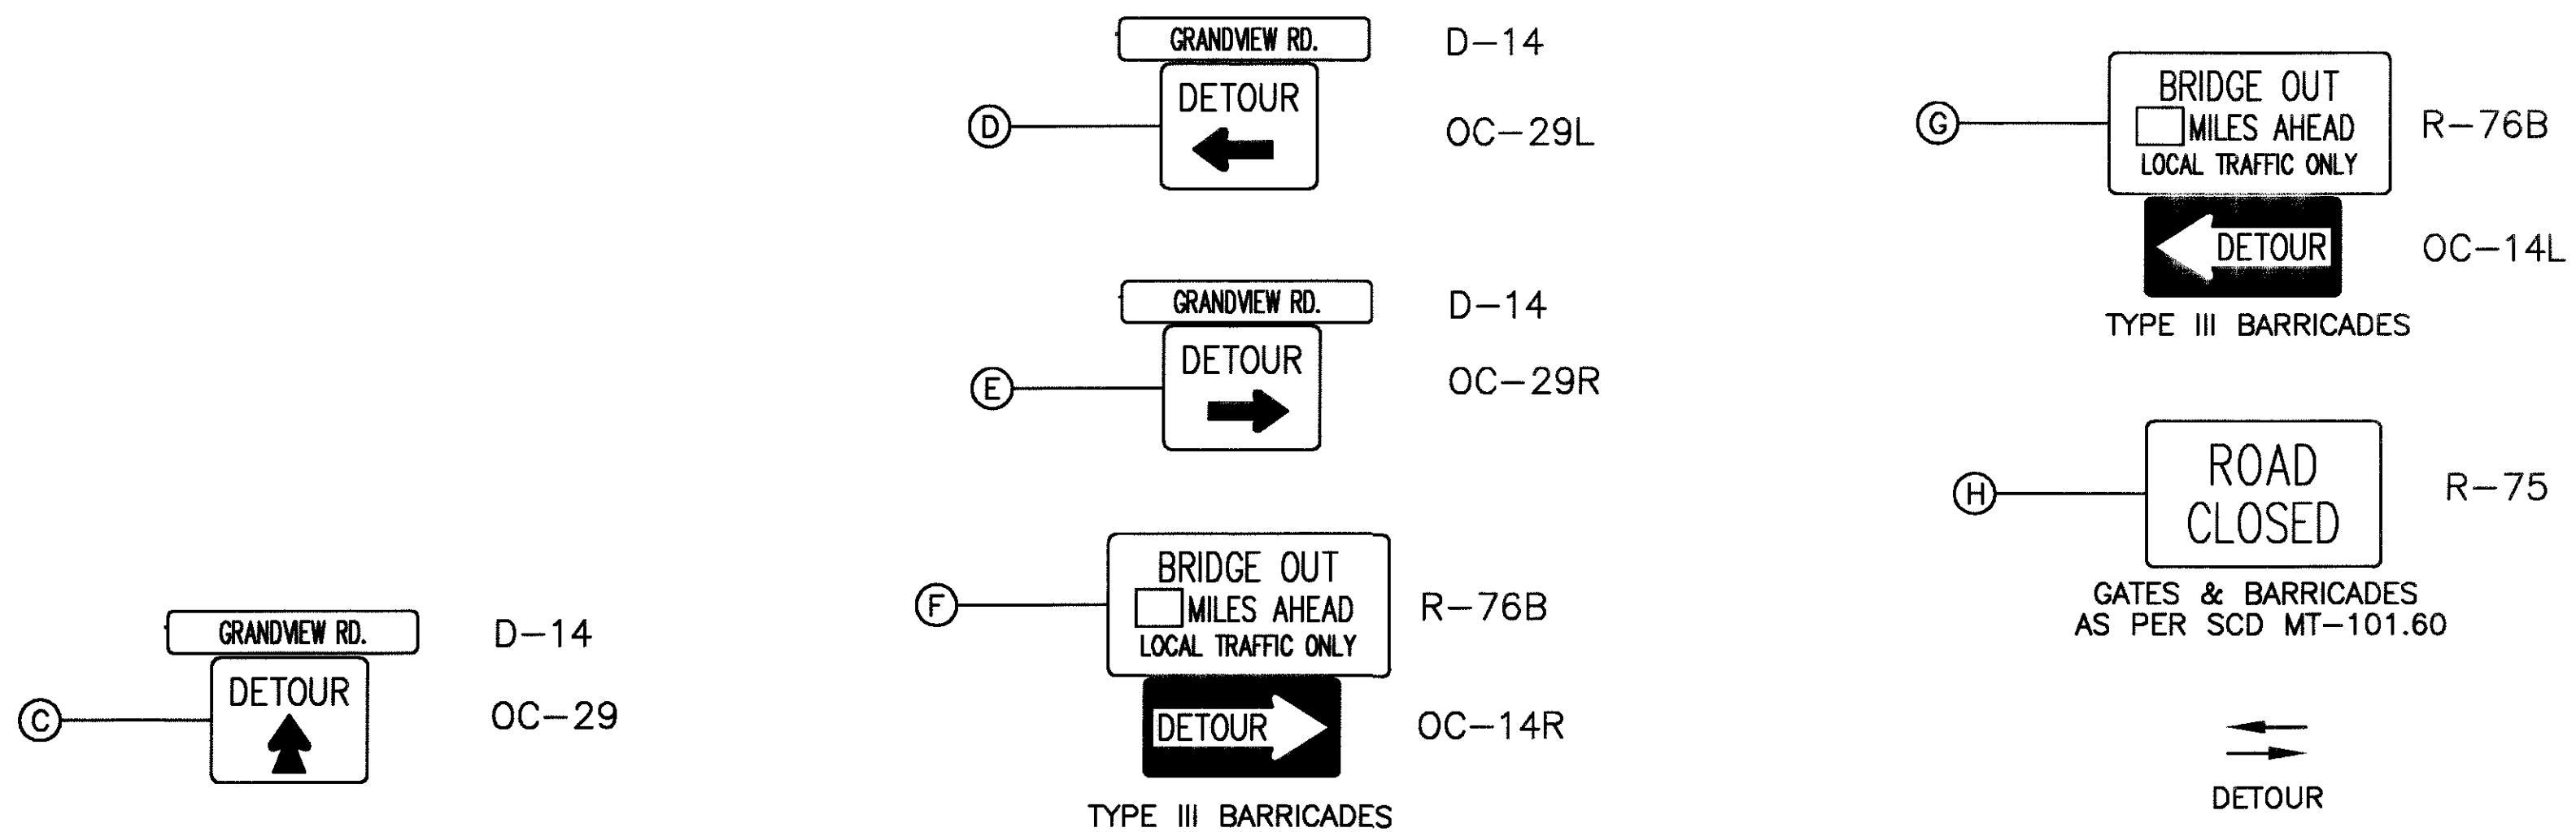 GRANDVIEW RD. D-14
C DETOUR OC-29
GRANDVIEW RD. D-14
D DETOUR OC-29L
GRANDVIEW RD. D-14
E DETOUR OC-29R
BRIDGE OUT
F MILES AHEAD R-76B
LOCAL TRAFFIC ONLY
DETOUR OC-14R
TYPE III BARRICADES
BRIDGE OUT
G MILES AHEAD R-76B
LOCAL TRAFFIC ONLY
DETOUR OC-14L
TYPE III BARRICADES
ROAD
H CLOSED R-75
GATES & BARRICADES
AS PER SCD MT-101.60
DETOUR